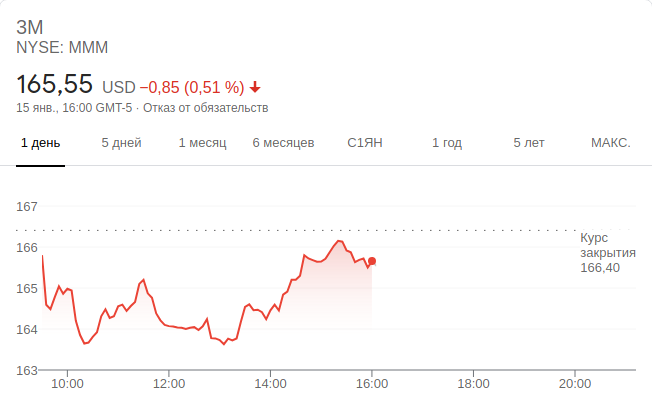 3M
NYSE: MMM
165,55 USD −0,85 (0,51 %)
15 янв., 16:00 GMT-5 · Отказ от обязательств
1 день 5 дней 1 месяц 6 месяцев С1ЯН 1 год 5 лет МАКС.
167
166
165
164
163
Курс
закрытия
166,40
10:00 12:00 14:00 16:00 18:00 20:00